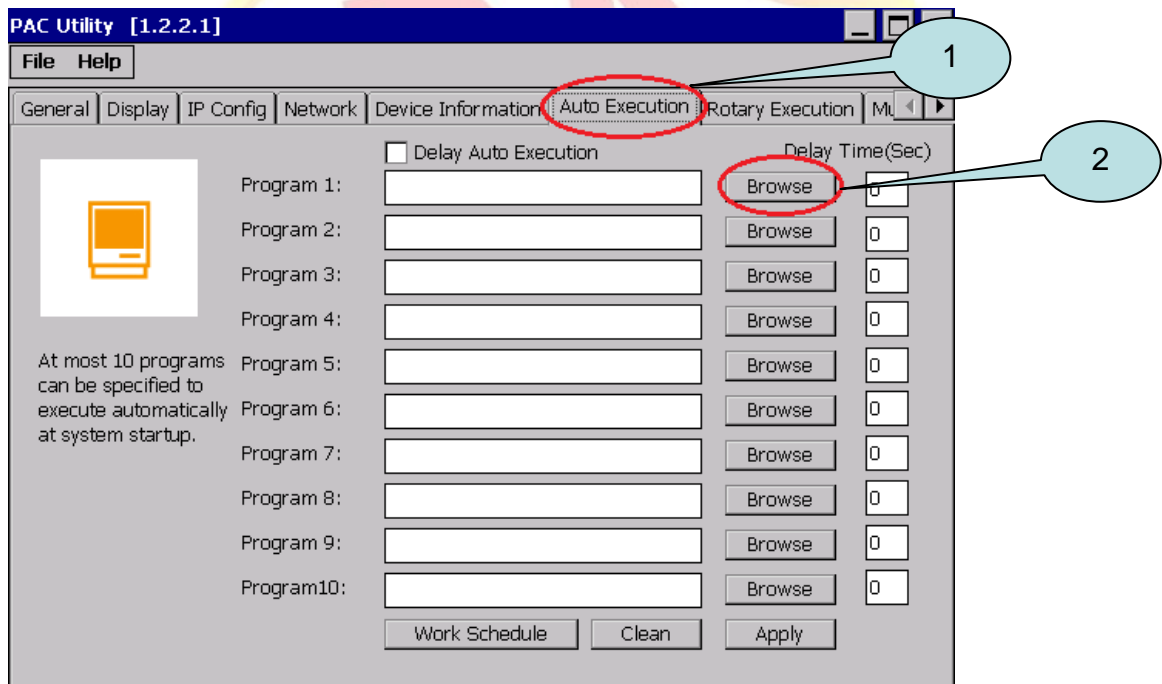 PAC Utility [1.2.2.1]
File Help
1
General Display IP Config Network Device Information Auto Execution Rotary Execution
Delay Auto Execution Delay Time(Sec)
2
Program 1: Browse 0
Program 2: Browse 0
Program 3: Browse 0
Program 4: Browse 0
At most 10 programs
can be specified to
execute automatically
at system startup.
Program 5: Browse 0
Program 6: Browse 0
Program 7: Browse 0
Program 8: Browse 0
Program 9: Browse 0
Program10: Browse 0
Work Schedule Clean Apply